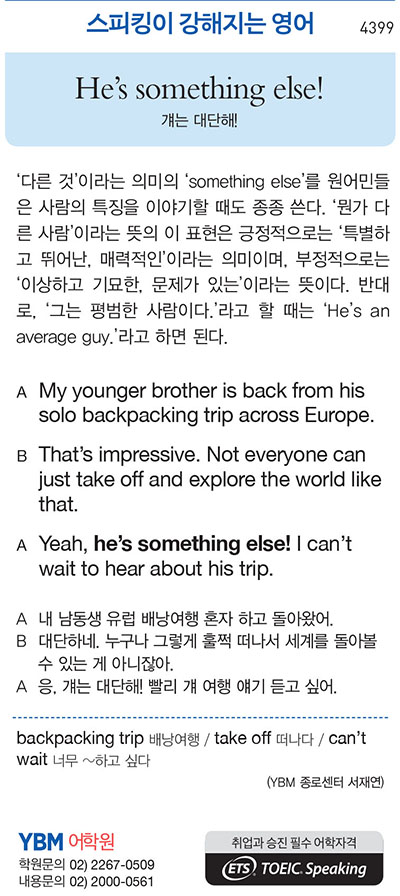 스피킹이 강해지는 영어
4399
He's something else!
걔는 대단해!
‘다른 것’이라는 의미의 ‘something else’를 원어민들
은 사람의 특징을 이야기할 때도 종종 쓴다. ‘뭔가 다
른 사람’이라는 뜻의 이 표현은 긍정적으로는 ‘특별하
고 뛰어난, 매력적인’이라는 의미이며, 부정적으로는
‘이상하고 기묘한, 문제가 있는’이라는 뜻이다. 반대
로, ‘그는 평범한 사람이다.’라고 할 때는 ‘He's an
average guy.’라고 하면 된다.
A My younger brother is back from his
solo backpacking trip across Europe.
B That's impressive. Not everyone can
just take off and explore the world like
that.
A Yeah, he's something else! I can't
wait to hear about his trip.
A 내 남동생 유럽 배낭여행 혼자 하고 돌아왔어.
B 대단하네. 누구나 그렇게 훌쩍 떠나서 세계를 돌아볼
수 있는 게 아니잖아.
A 응, 걔는 대단해! 빨리 걔 여행 얘기 듣고 싶어.
backpacking trip 배낭여행 / take off 떠나다 / can't
wait 너무 ~하고 싶다
(YBM 종로센터 서재연)
YBM 어학원
학원문의 02) 2267-0509
내용문의 02) 2000-0561
취업과 승진 필수 어학자격
ETS TOEIC Speaking